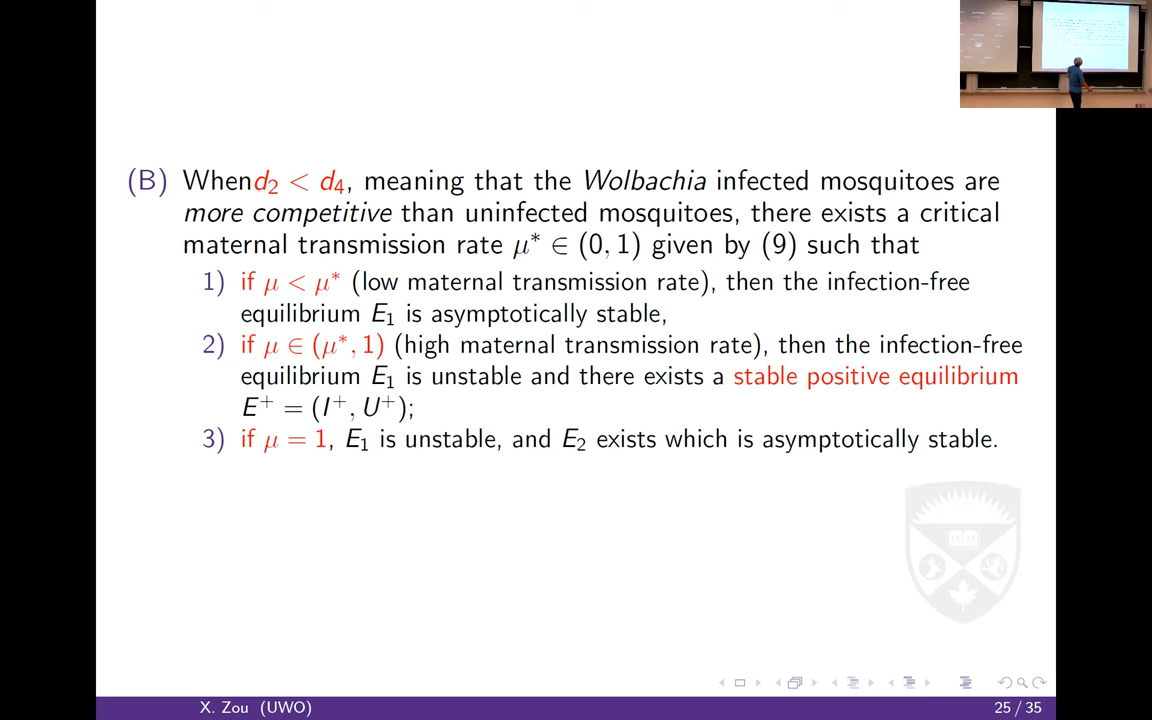 (B) When d₂ < d₄, meaning that the Wolbachia infected mosquitoes are
more competitive than uninfected mosquitoes, there exists a critical
maternal transmission rate μ* ∈ (0, 1) given by (9) such that
1) if μ < μ* (low maternal transmission rate), then the infection-free
equilibrium E₁ is asymptotically stable,
2) if μ ∈ (μ*, 1) (high maternal transmission rate), then the infection-free
equilibrium E₁ is unstable and there exists a stable positive equilibrium
E⁺ = (I⁺, U⁺);
3) if μ = 1, E₁ is unstable, and E₂ exists which is asymptotically stable.
X. Zou (UWO)
25 / 35